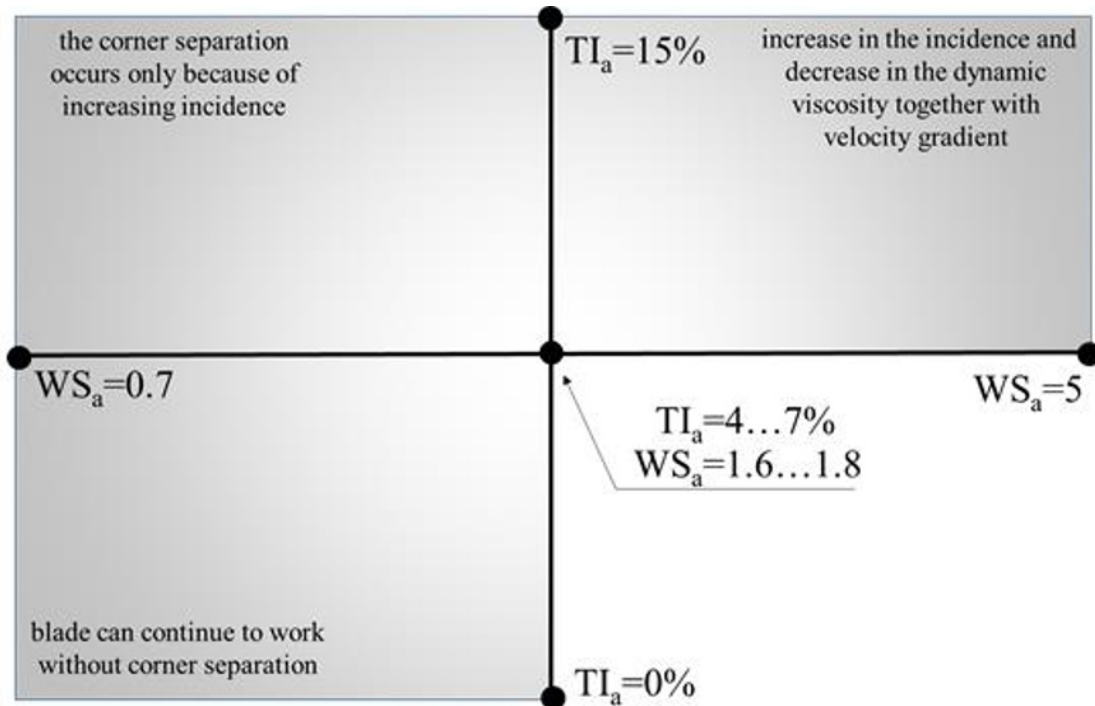 the corner separation
occurs only because of
increasing incidence
TIₐ=15%
increase in the incidence and
decrease in the dynamic
viscosity together with
velocity gradient
WSₐ=0.7
WSₐ=5
TIₐ=4…7%
WSₐ=1.6…1.8
blade can continue to work
without corner separation
TIₐ=0%